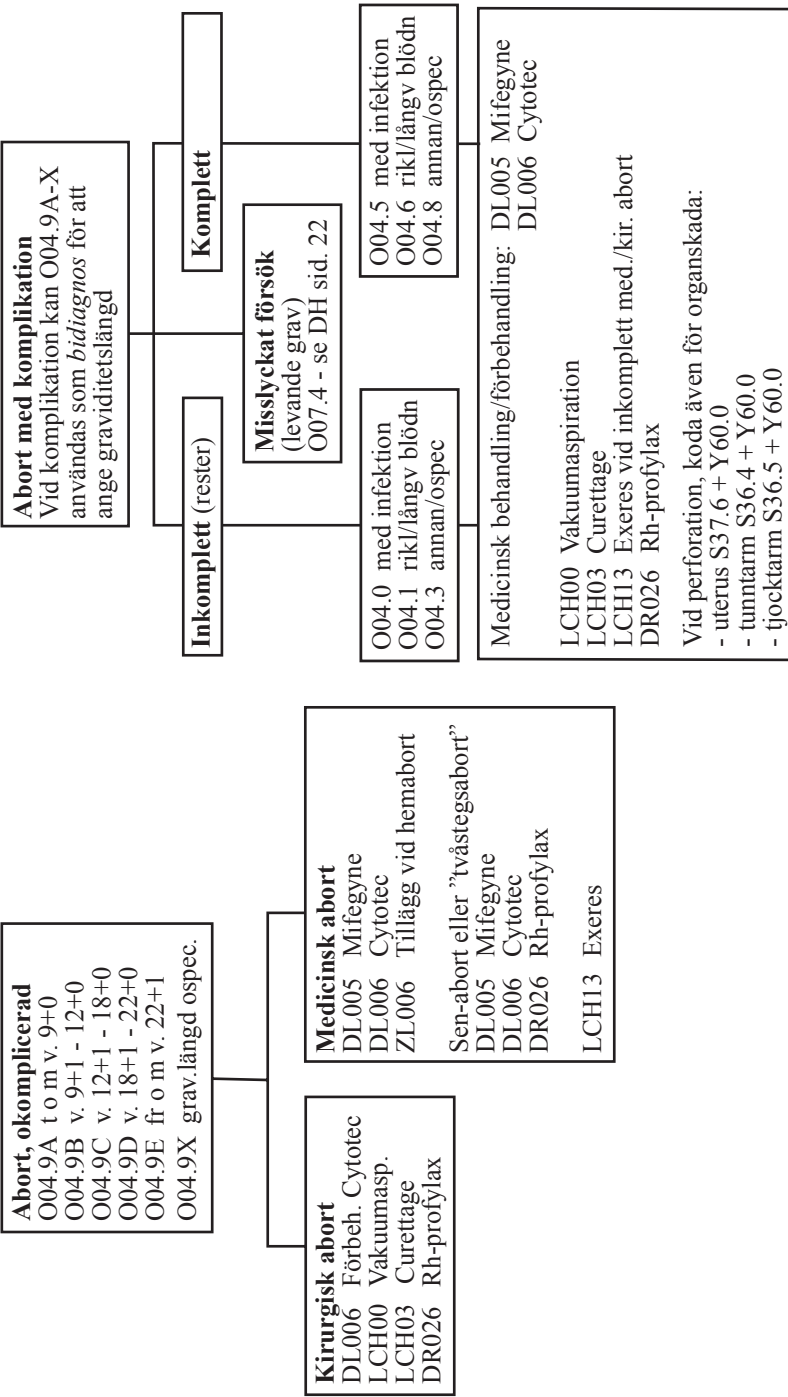 Abort, okomplicerad
O04.9A t o m v. 9+0
O04.9B v. 9+1 - 12+0
O04.9C v. 12+1 - 18+0
O04.9D v. 18+1 - 22+0
O04.9E fr o m v. 22+1
O04.9X grav.längd ospec.
Kirurgisk abort
DL006 Förbeh. Cytotec
LCH00 Vakuumasp.
LCH03 Curettage
DR026 Rh-profylax
Medicinsk abort
DL005 Mifegyne
DL006 Cytotec
ZL006 Tillägg vid hemabort
Sen-abort eller ”tvåstegsabort”
DL005 Mifegyne
DL006 Cytotec
DR026 Rh-profylax
LCH13 Exeres
Abort med komplikation
Vid komplikation kan O04.9A-X
användas som bidiagnos för att
ange graviditetslängd
Inkomplett (rester)
Misslyckat försök
(levande grav)
O07.4 - se DH sid. 22
Komplett
O04.0 med infektion
O04.1 rikl/långv blödn
O04.3 annan/ospec
O04.5 med infektion
O04.6 rikl/långv blödn
O04.8 annan/ospec
Medicinsk behandling/förbehandling: DL005 Mifegyne
DL006 Cytotec
LCH00 Vakuumaspiration
LCH03 Curettage
LCH13 Exeres vid inkomplett med./kir. abort
DR026 Rh-profylax
Vid perforation, koda även för organskada:
- uterus S37.6 + Y60.0
- tunntarm S36.4 + Y60.0
- tjocktarm S36.5 + Y60.0